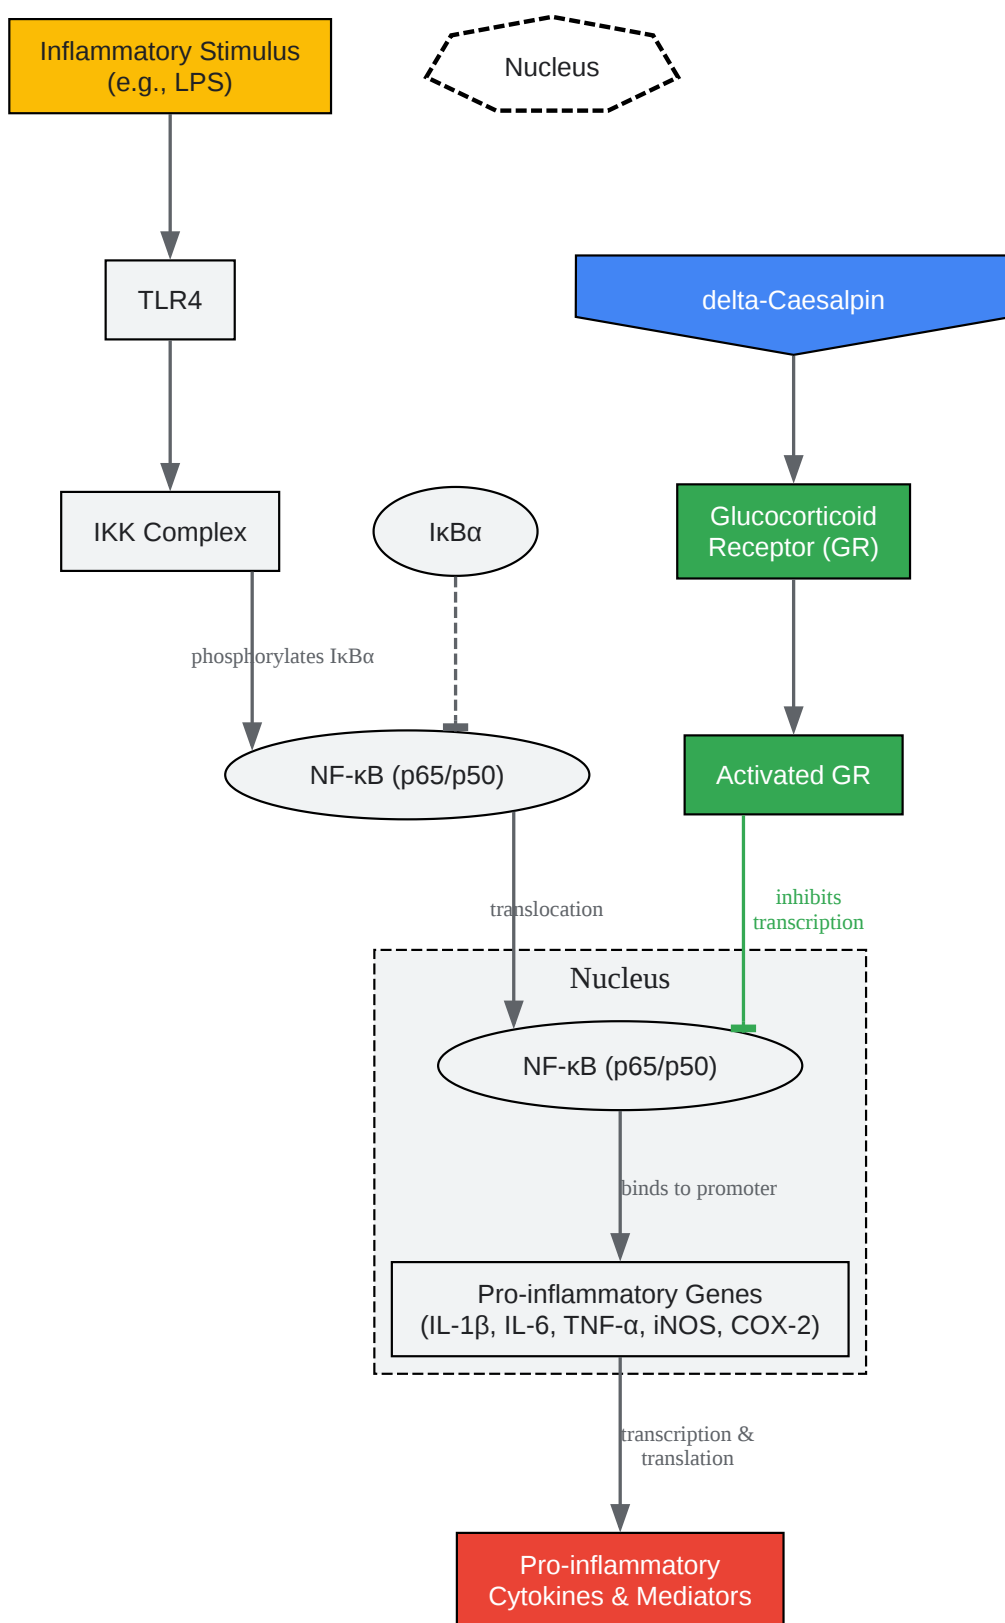 Inflammatory Stimulus
(e.g., LPS)
Nucleus
TLR4
delta-Caesalpin
IKK Complex
IκBα
Glucocorticoid
Receptor (GR)
phosphorylates IκBα
NF-κB (p65/p50)
Activated GR
translocation
inhibits
transcription
Nucleus
NF-κB (p65/p50)
binds to promoter
Pro-inflammatory Genes
(IL-1β, IL-6, TNF-α, iNOS, COX-2)
transcription &
translation
Pro-inflammatory
Cytokines & Mediators